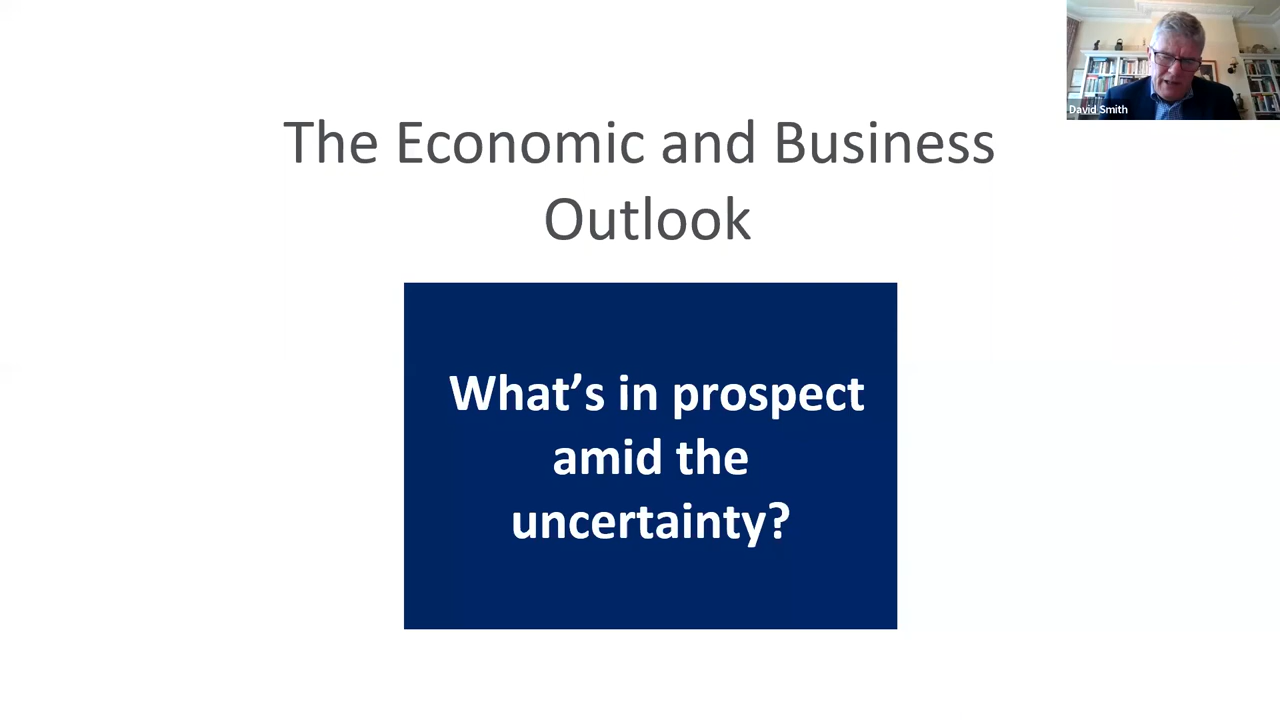 The Economic and Business
Outlook
What's in prospect
amid the
uncertainty?
David Smith